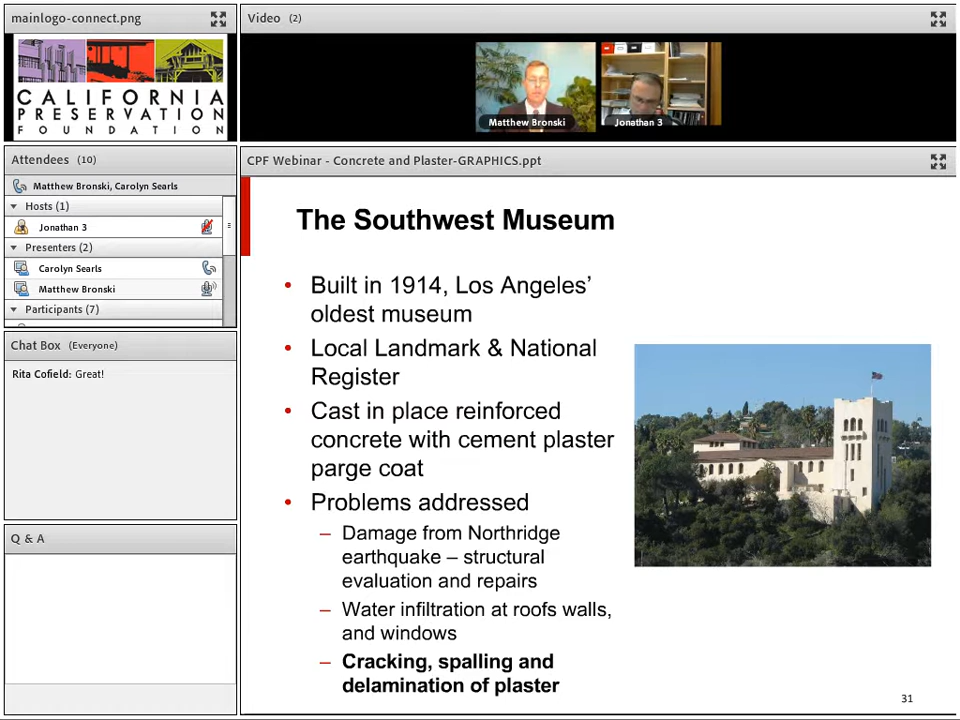 mainlogo-connect.png
CALIFORNIA
PRESERVATION
FOUNDATION
Attendees (10)
Matthew Bronski, Carolyn Searls
Hosts (1)
Jonathan 3
Presenters (2)
Carolyn Searls
Matthew Bronski
Participants (7)
Chat Box (Everyone)
Rita Cofield: Great!
Q & A
Video (2)
Matthew Bronski
Jonathan 3
CPF Webinar - Concrete and Plaster-GRAPHICS.ppt
The Southwest Museum
• Built in 1914, Los Angeles’
oldest museum
• Local Landmark & National
Register
• Cast in place reinforced
concrete with cement plaster
parge coat
• Problems addressed
– Damage from Northridge
earthquake – structural
evaluation and repairs
– Water infiltration at roofs walls,
and windows
– Cracking, spalling and
delamination of plaster
31